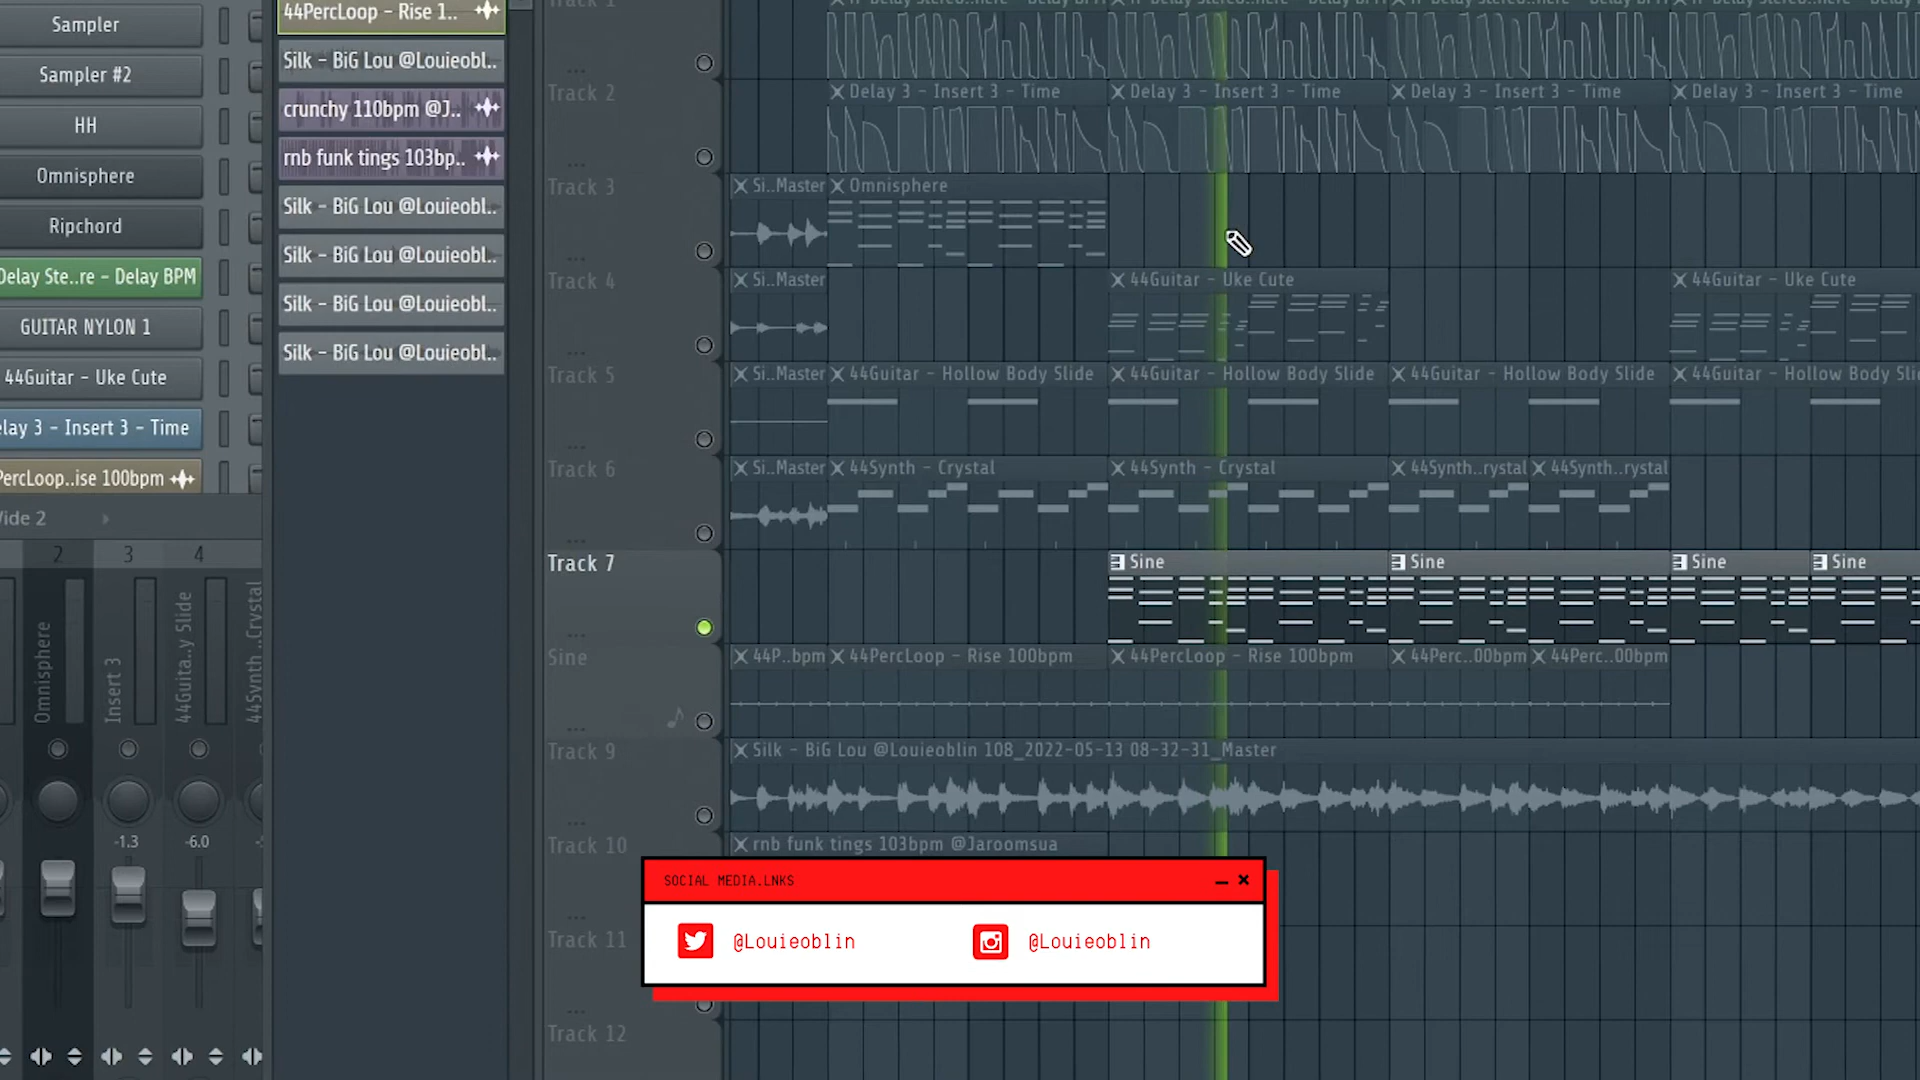 Sampler
Sampler #2
HH
Omnisphere
Ripchord
Delay Ste..re - Delay BPM
GUITAR NYLON 1
44Guitar - Uke Cute
elay 3 - Insert 3 - Time
PercLoop..ise 100bpm
Wide 2
2 3 4
Omnisphere
Insert 3
44Guita..y Slide
44Synth ..Crystal
-1.3 -6.0
44PercLoop - Rise 1..
Silk - BiG Lou @Louieobl..
crunchy 110bpm @J..
rnb funk tings 103bp..
Silk - BiG Lou @Louieobl..
Silk - BiG Lou @Louieobl..
Silk - BiG Lou @Louieobl..
Silk - BiG Lou @Louieobl..
Track 1
Track 2 Delay 3 - Insert 3 - Time Delay 3 - Insert 3 - Time Delay 3 - Insert 3 - Time Delay 3 - Insert 3 - Time
Track 3 Si..Master Omnisphere
Track 4 Si..Master 44Guitar - Uke Cute 44Guitar - Uke Cute
Track 5 Si..Master 44Guitar - Hollow Body Slide 44Guitar - Hollow Body Slide 44Guitar - Hollow Body Slide 44Guitar - Hollow Body Sli
Track 6 Si..Master 44Synth - Crystal 44Synth - Crystal 44Synth..rystal 44Synth..rystal
Track 7 Sine Sine Sine Sine
Sine 44P..bpm 44PercLoop - Rise 100bpm 44PercLoop - Rise 100bpm 44Perc..00bpm 44Perc..00bpm
Track 9 Silk - BiG Lou @Louieoblin 108_2022-05-13 08-32-31_Master
Track 10 rnb funk tings 103bpm @Jaroomsua
Track 11
Track 12
SOCIAL MEDIA.LNKS
@Louieoblin @Louieoblin